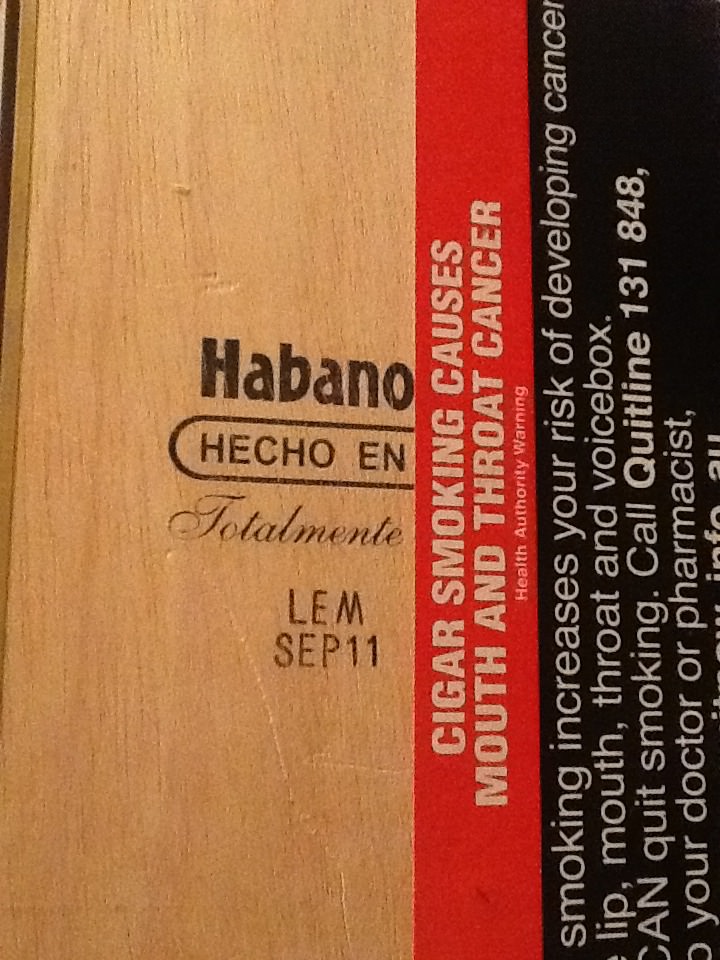 Habano
HECHO EN
Totalmente
LEM
SEP11
CIGAR SMOKING CAUSES
MOUTH AND THROAT CANCER
Health Authority Warning
smoking increases your risk of developing cancer
lip, mouth, throat and voicebox.
CAN quit smoking. Call Quitline 131 848,
your doctor or pharmacist,